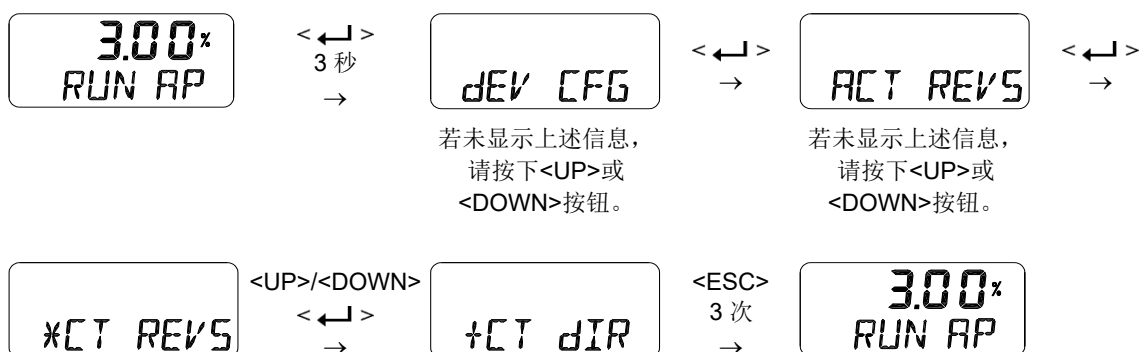 3.00%
RUN AP
<↵>
3 秒
→
dEV CFG
若未显示上述信息，
请按下<UP>或
<DOWN>按钮。
<↵>
→
ACT REVS
若未显示上述信息，
请按下<UP>或
<DOWN>按钮。
<↵>
→
*CT REVS
<UP>/<DOWN>
<↵>
→
+CT dIR
<ESC>
3 次
→
3.00%
RUN AP